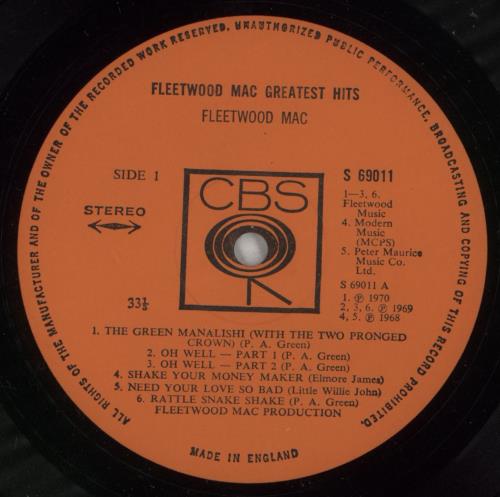 ALL RIGHTS OF THE MANUFACTURER AND OF THE OWNER OF THE RECORDED WORK RESERVED. UNAUTHORIZED PUBLIC PERFORMANCE, BROADCASTING AND COPYING OF THIS RECORD PROHIBITED.
FLEETWOOD MAC GREATEST HITS
FLEETWOOD MAC
SIDE 1
STEREO
33⅓
CBS
S 69011
1—3, 6.
Fleetwood
Music
4. Modern
Music
(MCPS)
5. Peter Maurice
Music Co.
Ltd.
S 69011 A
1. ℗ 1970
2, 3, 6. ℗ 1969
4, 5. ℗ 1968
1. THE GREEN MANALISHI (WITH THE TWO PRONGED
CROWN) (P. A. Green)
2. OH WELL — PART 1 (P. A. Green)
3. OH WELL — PART 2 (P. A. Green)
4. SHAKE YOUR MONEY MAKER (Elmore James)
5. NEED YOUR LOVE SO BAD (Little Willie John)
6. RATTLE SNAKE SHAKE (P. A. Green)
FLEETWOOD MAC PRODUCTION
MADE IN ENGLAND